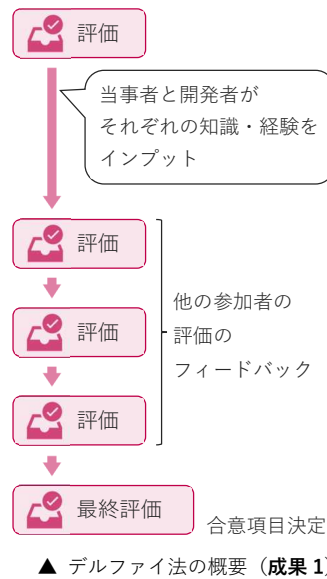 評価
当事者と開発者が
それぞれの知識・経験を
インプット
評価
他の参加者の
評価の
フィードバック
評価
評価
最終評価
合意項目決定
▲ デルファイ法の概要（成果 1）